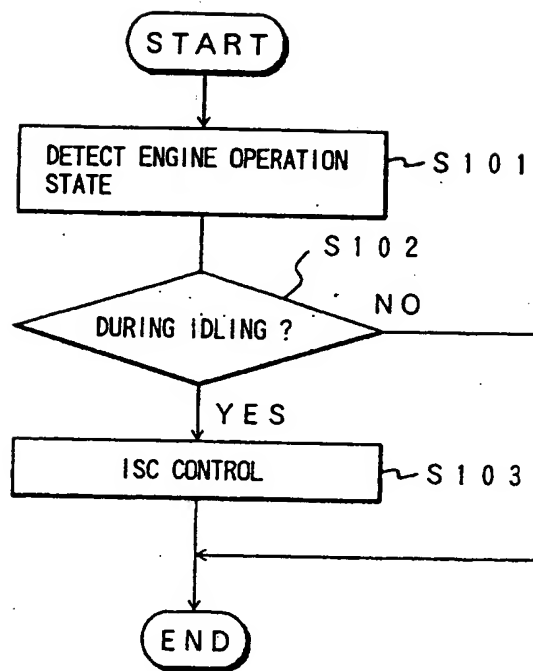 START
DETECT ENGINE OPERATION
STATE
S101
S102
DURING IDLING ?
NO
YES
ISC CONTROL
S103
END